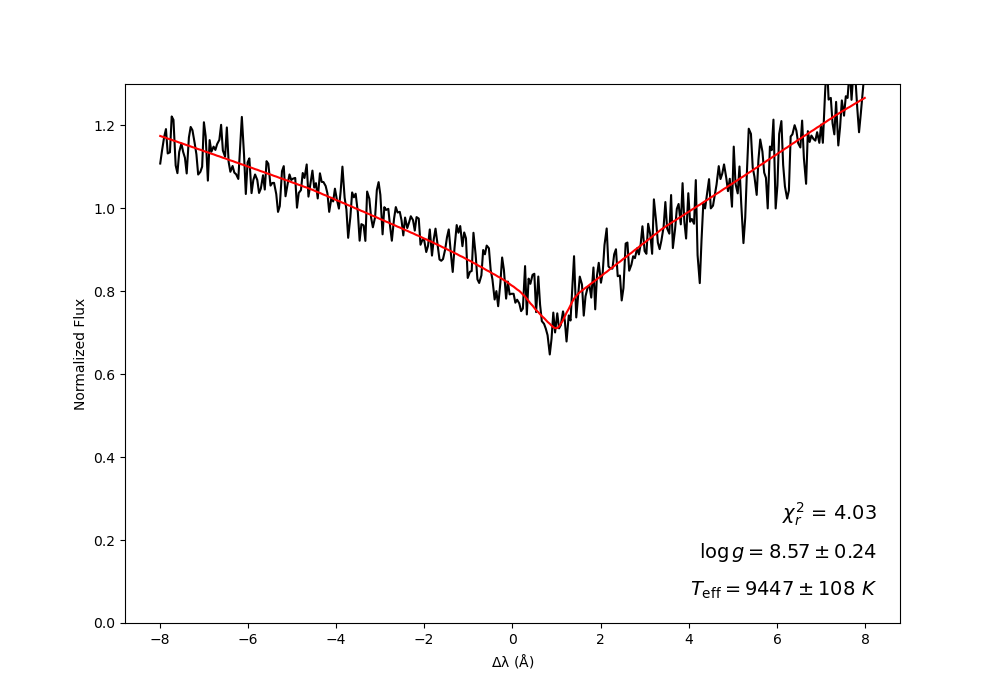 1.2
1.0
0.8
0.6
0.4
0.2
0.0
Normalized Flux
χ²ᵣ = 4.03
log g = 8.57 ± 0.24
T_eff = 9447 ± 108 K
−8 −6 −4 −2 0 2 4 6 8
Δλ (Å)